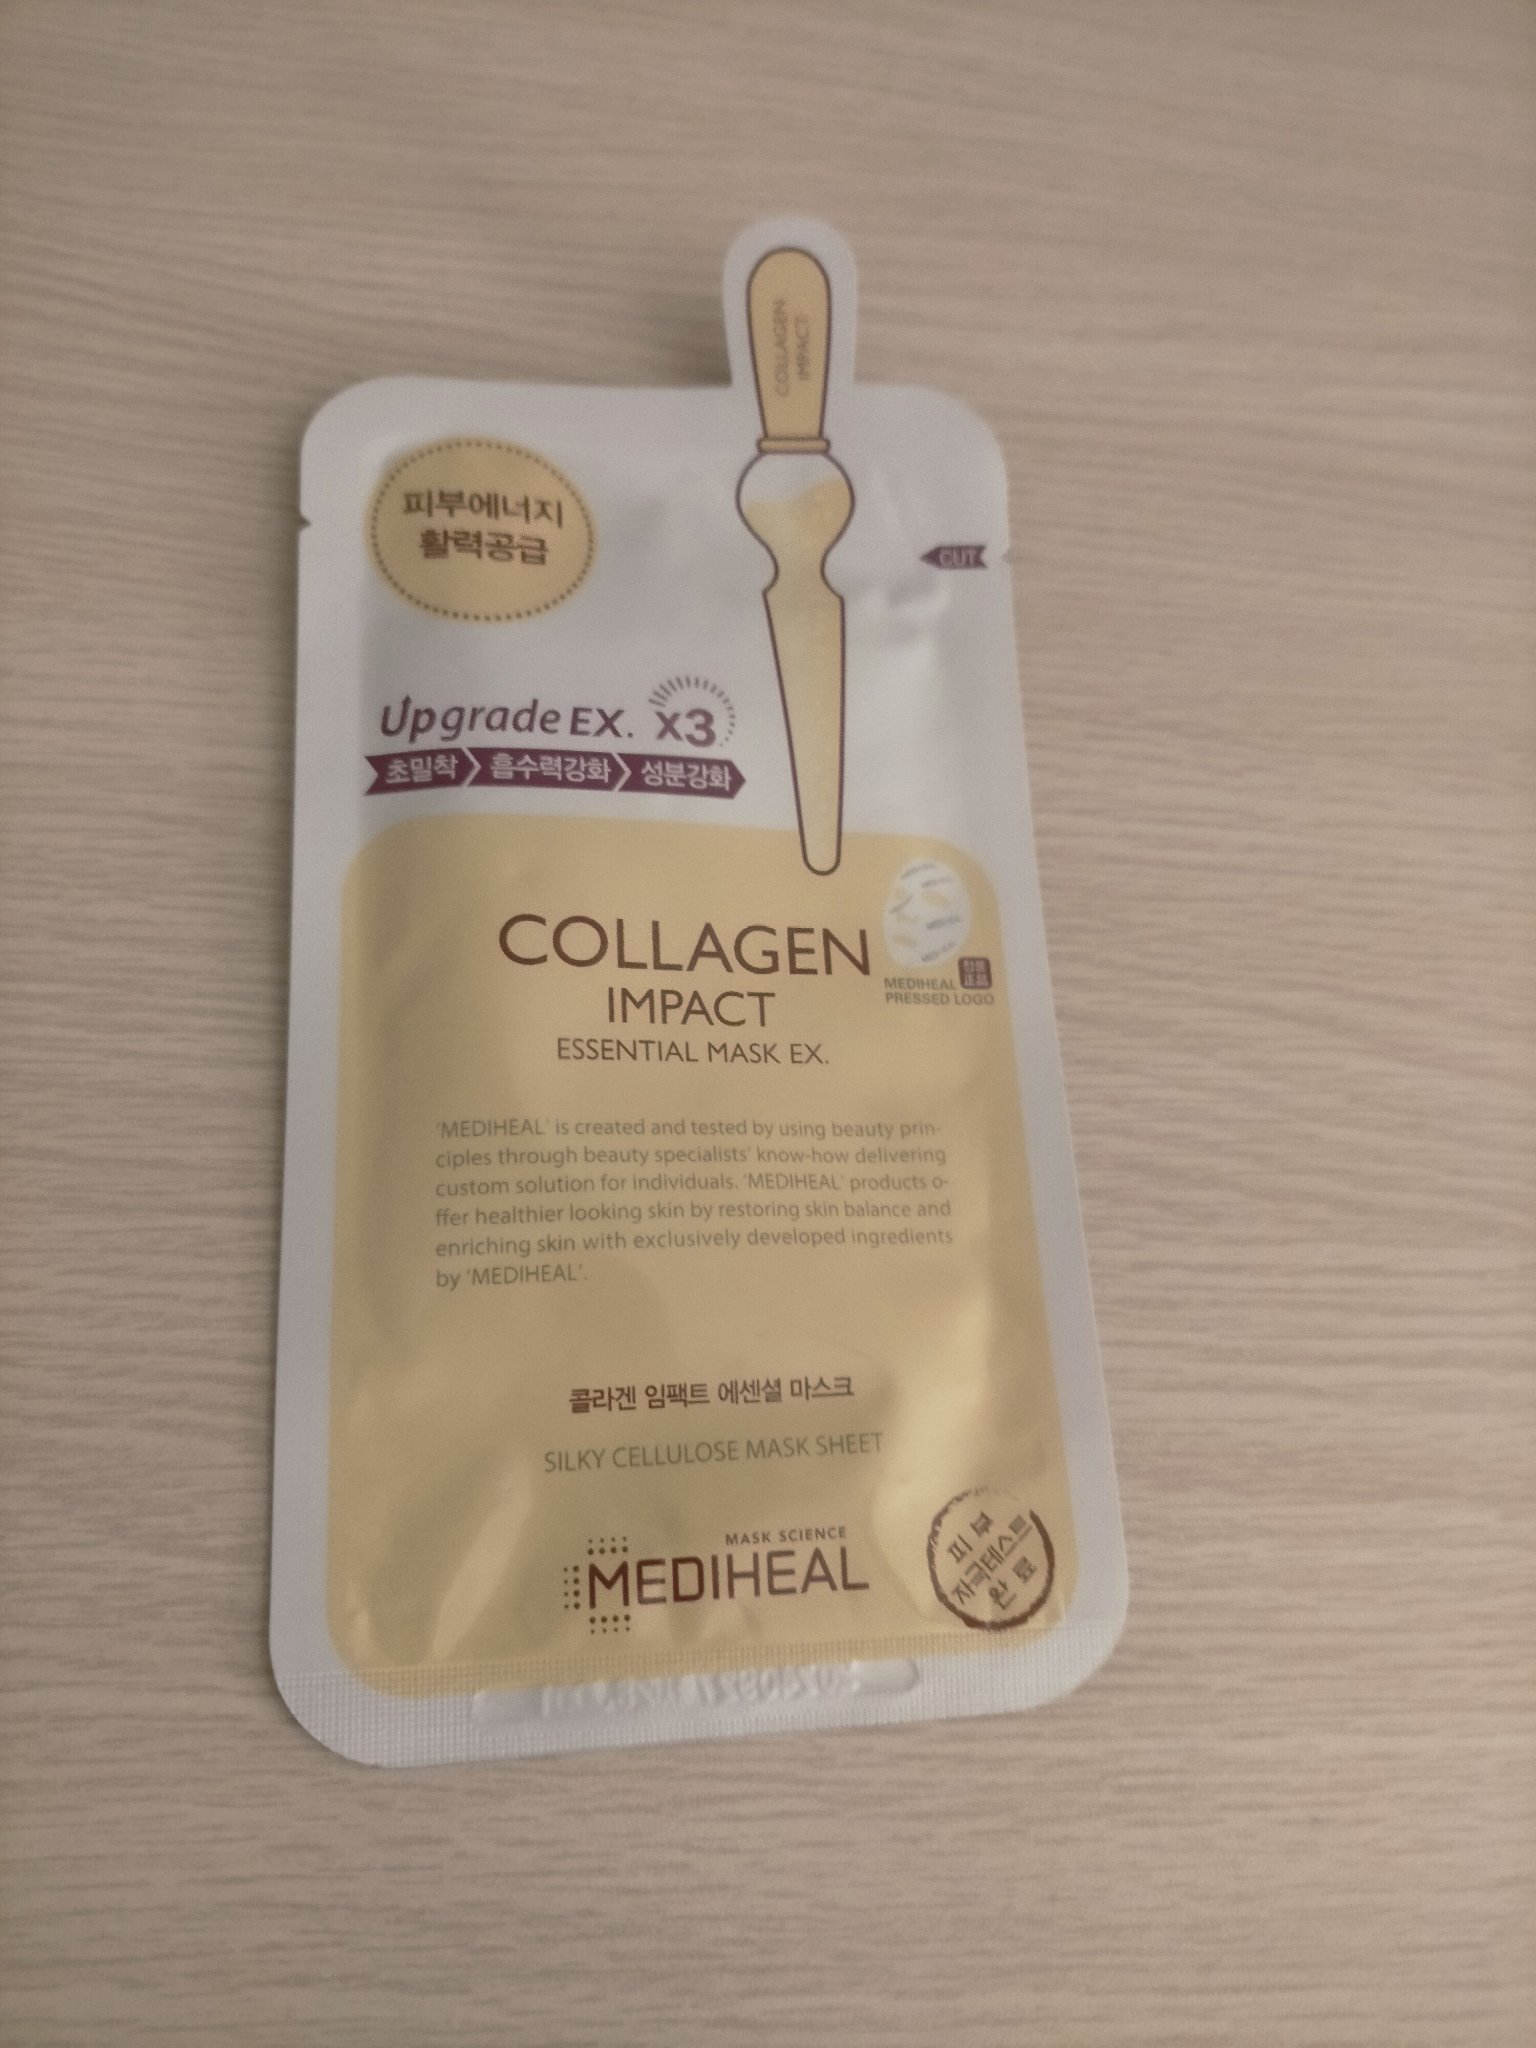 COLLAGEN
IMPACT
피부에너지
활력공급
CUT
Upgrade EX. x3
초밀착 흡수력강화 성분강화
COLLAGEN
IMPACT
ESSENTIAL MASK EX.
MEDIHEAL
PRESSED LOGO
'MEDIHEAL' is created and tested by using beauty prin-
ciples through beauty specialists' know-how delivering
custom solution for individuals. 'MEDIHEAL' products o-
ffer healthier looking skin by restoring skin balance and
enriching skin with exclusively developed ingredients
by 'MEDIHEAL'.
콜라겐 임팩트 에센셜 마스크
SILKY CELLULOSE MASK SHEET
MASK SCIENCE
MEDIHEAL
피부
자극테스트
완료